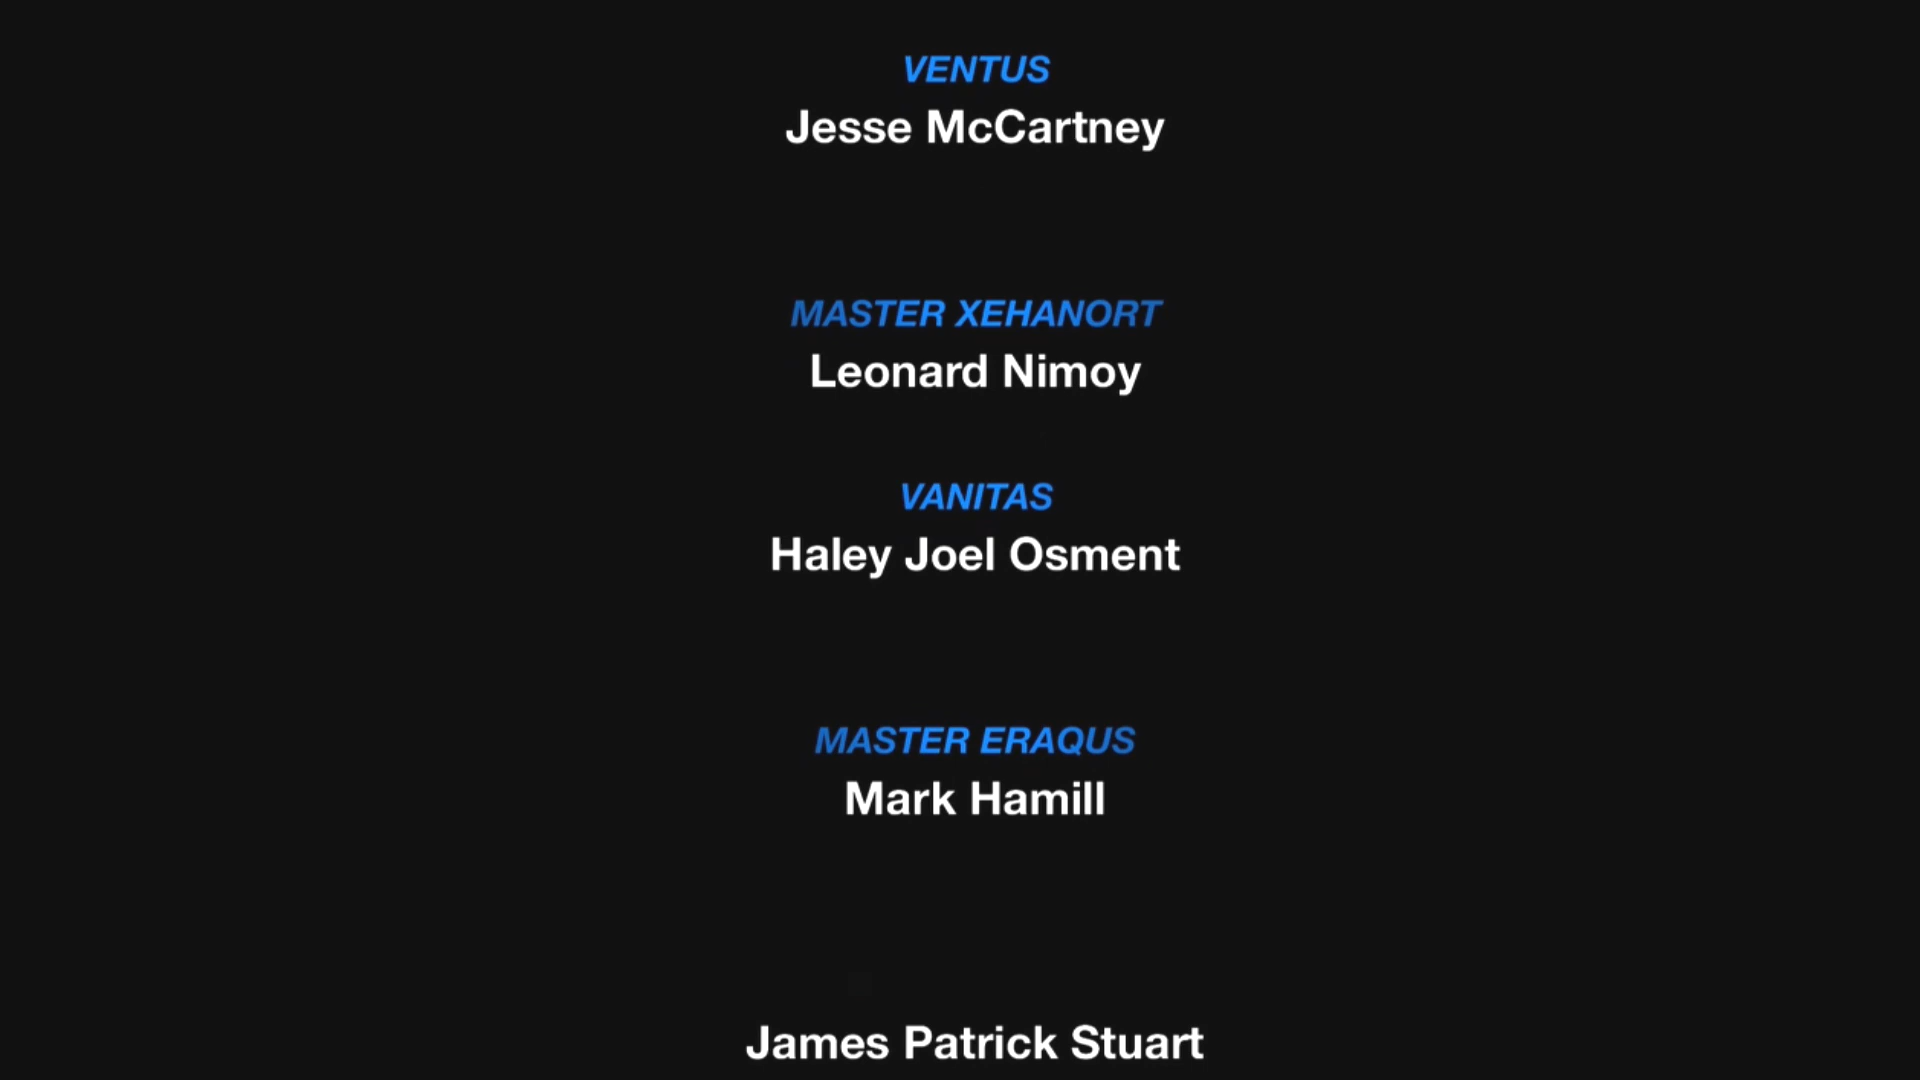 VENTUS
Jesse McCartney
MASTER XEHANORT
Leonard Nimoy
VANITAS
Haley Joel Osment
MASTER ERAQUS
Mark Hamill
James Patrick Stuart